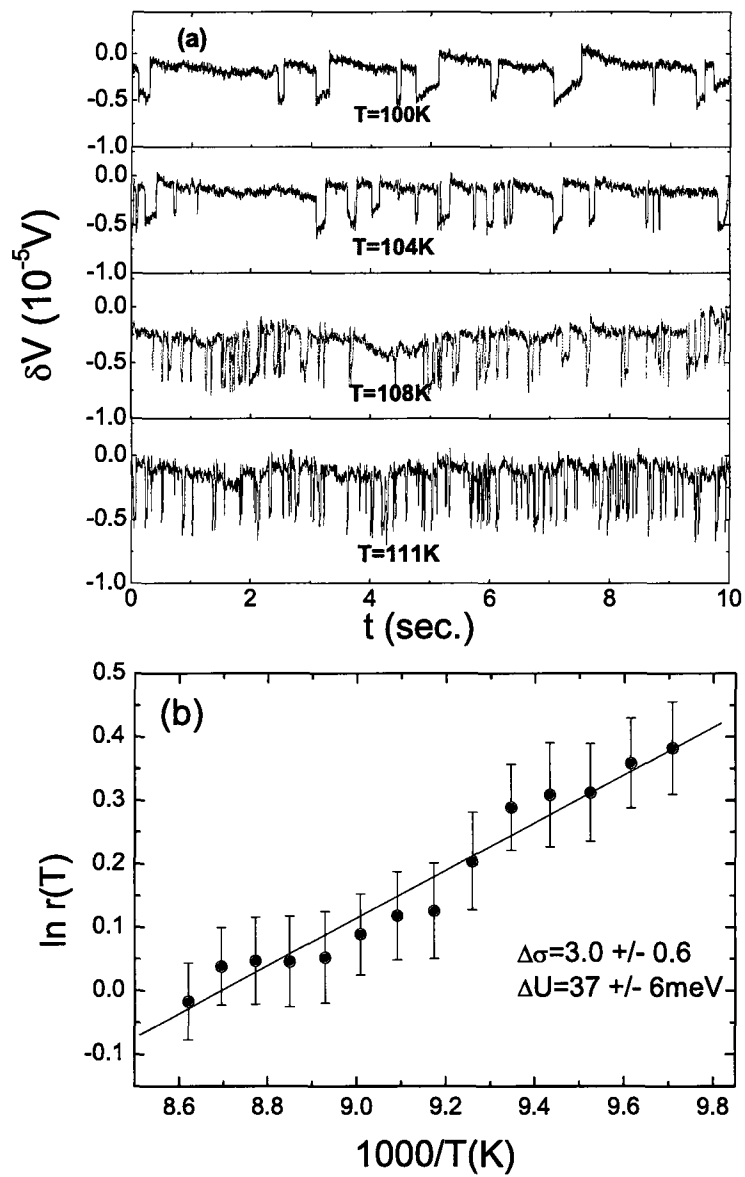 (a)
0.0
-0.5
T=100K
-1.0
0.0
-0.5
T=104K
-1.0
0.0
-0.5
T=108K
-1.0
0.0
-0.5
T=111K
-1.0
δV (10⁻⁵V)
0 2 4 6 8 10
t (sec.)
0.5
(b)
0.4
0.3
0.2
0.1
0.0
-0.1
ln r(T)
Δσ=3.0 +/- 0.6
ΔU=37 +/- 6meV
8.6 8.8 9.0 9.2 9.4 9.6 9.8
1000/T(K)